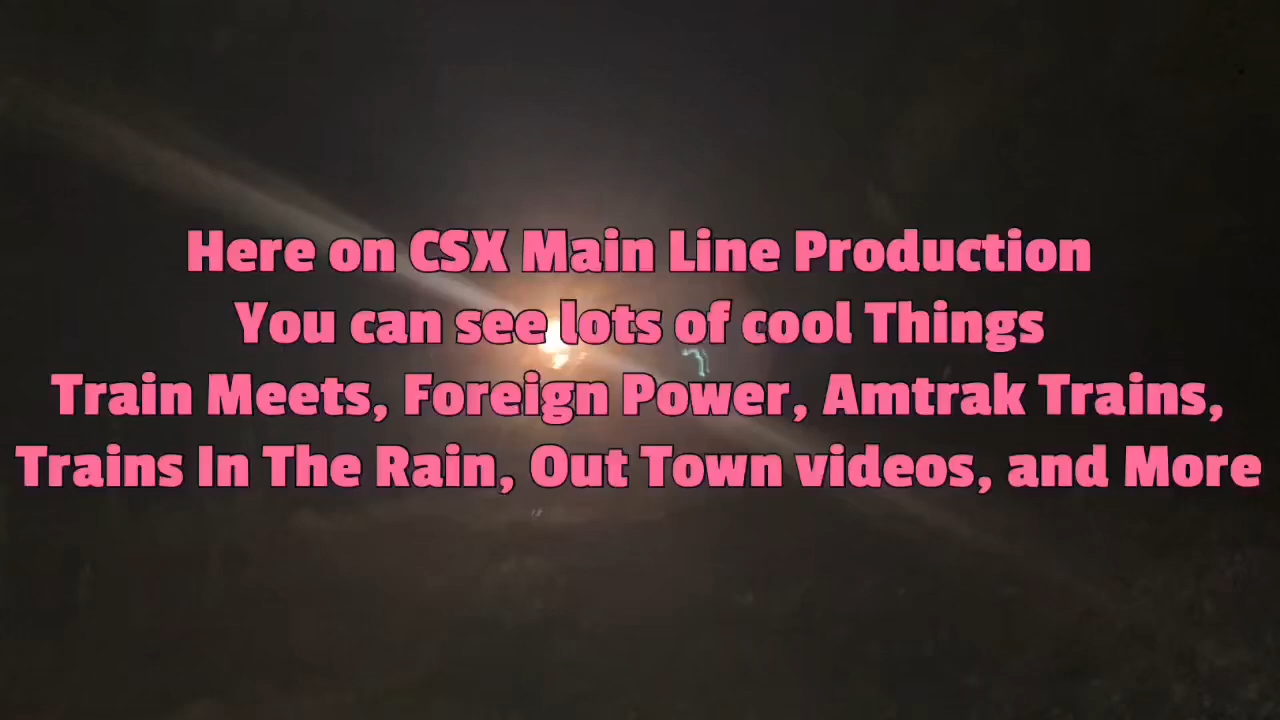 Here on CSX Main Line Production
You can see lots of cool Things
Train Meets, Foreign Power, Amtrak Trains,
Trains In The Rain, Out Town videos, and More